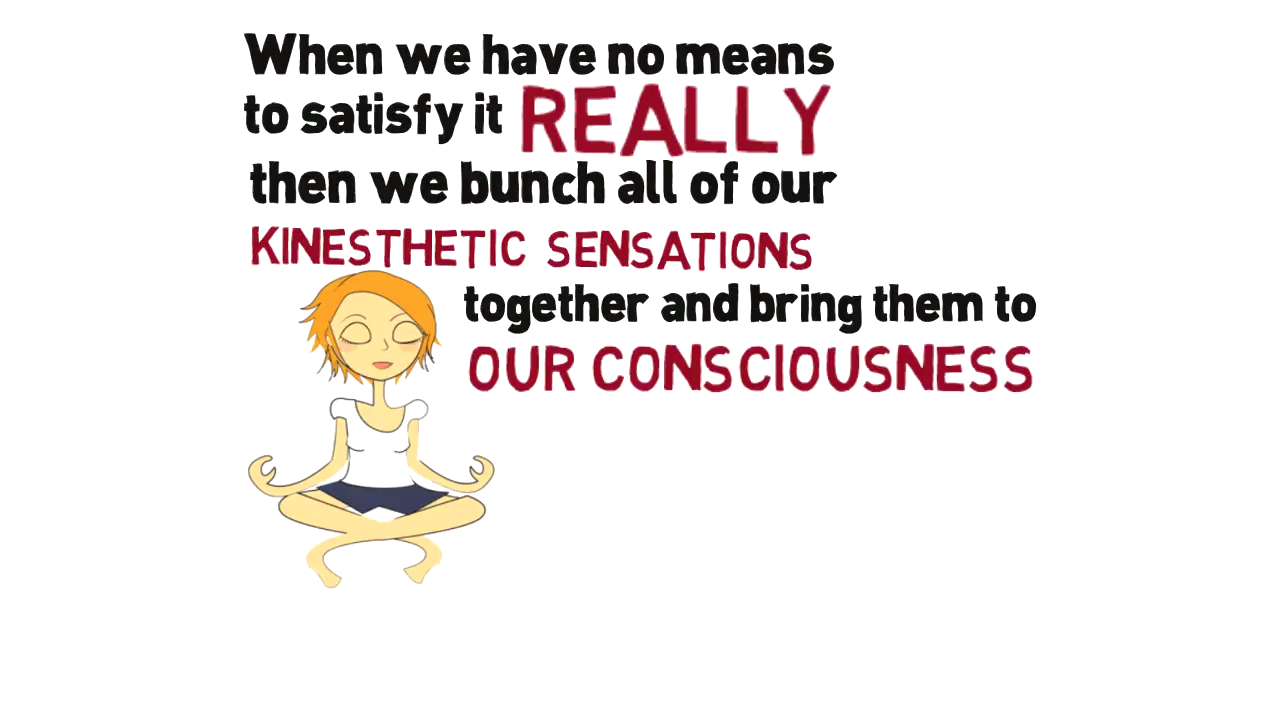 When we have no means
to satisfy it REALLY
then we bunch all of our
KINESTHETIC SENSATIONS
together and bring them to
OUR CONSCIOUSNESS